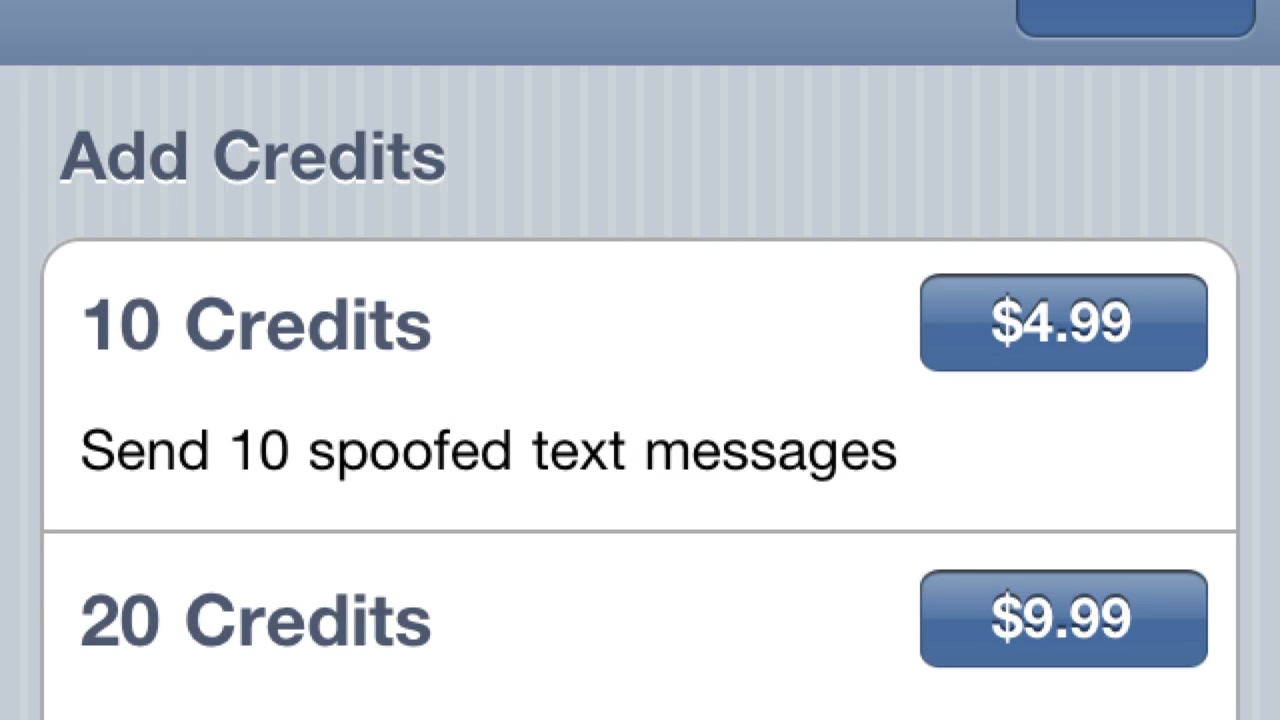 Add Credits
10 Credits
$4.99
Send 10 spoofed text messages
20 Credits
$9.99